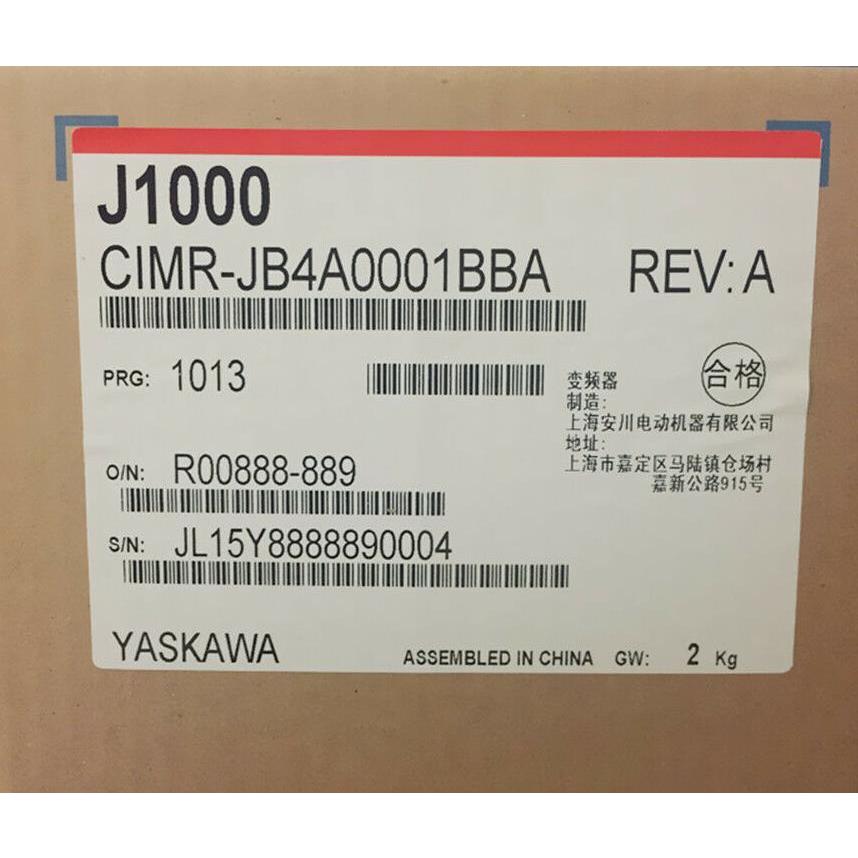 J1000
CIMR-JB4A0001BBA REV: A
PRG: 1013
合格
变频器
制造:
上海安川电动机器有限公司
地址:
上海市嘉定区马陆镇仓场村
嘉新公路915号
O/N: R00888-889
S/N: JL15Y8888890004
YASKAWA ASSEMBLED IN CHINA GW: 2 Kg